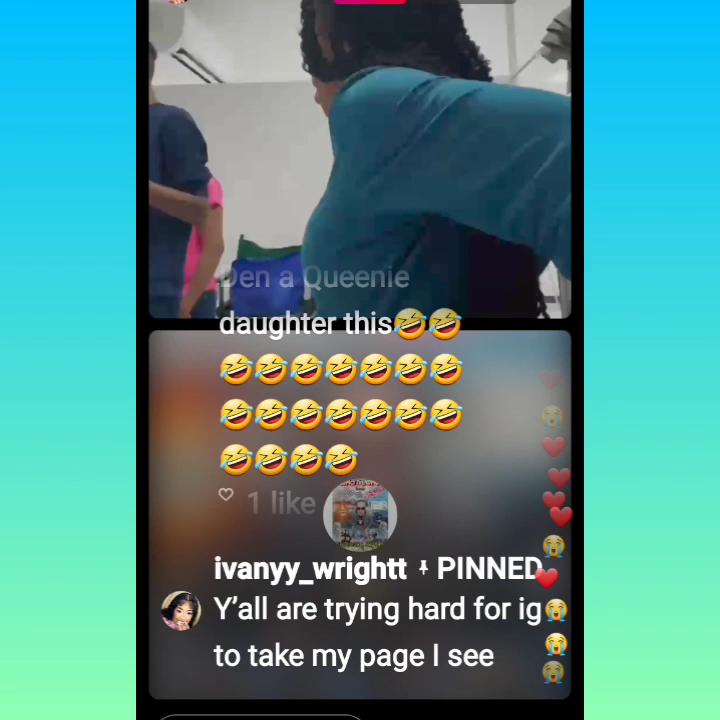 Den a Queenie
daughter this🤣🤣
🤣🤣🤣🤣🤣🤣🤣
🤣🤣🤣🤣🤣🤣🤣
🤣🤣🤣🤣
1 like
ivanyy_wrightt PINNED
Y’all are trying hard for ig
to take my page I see